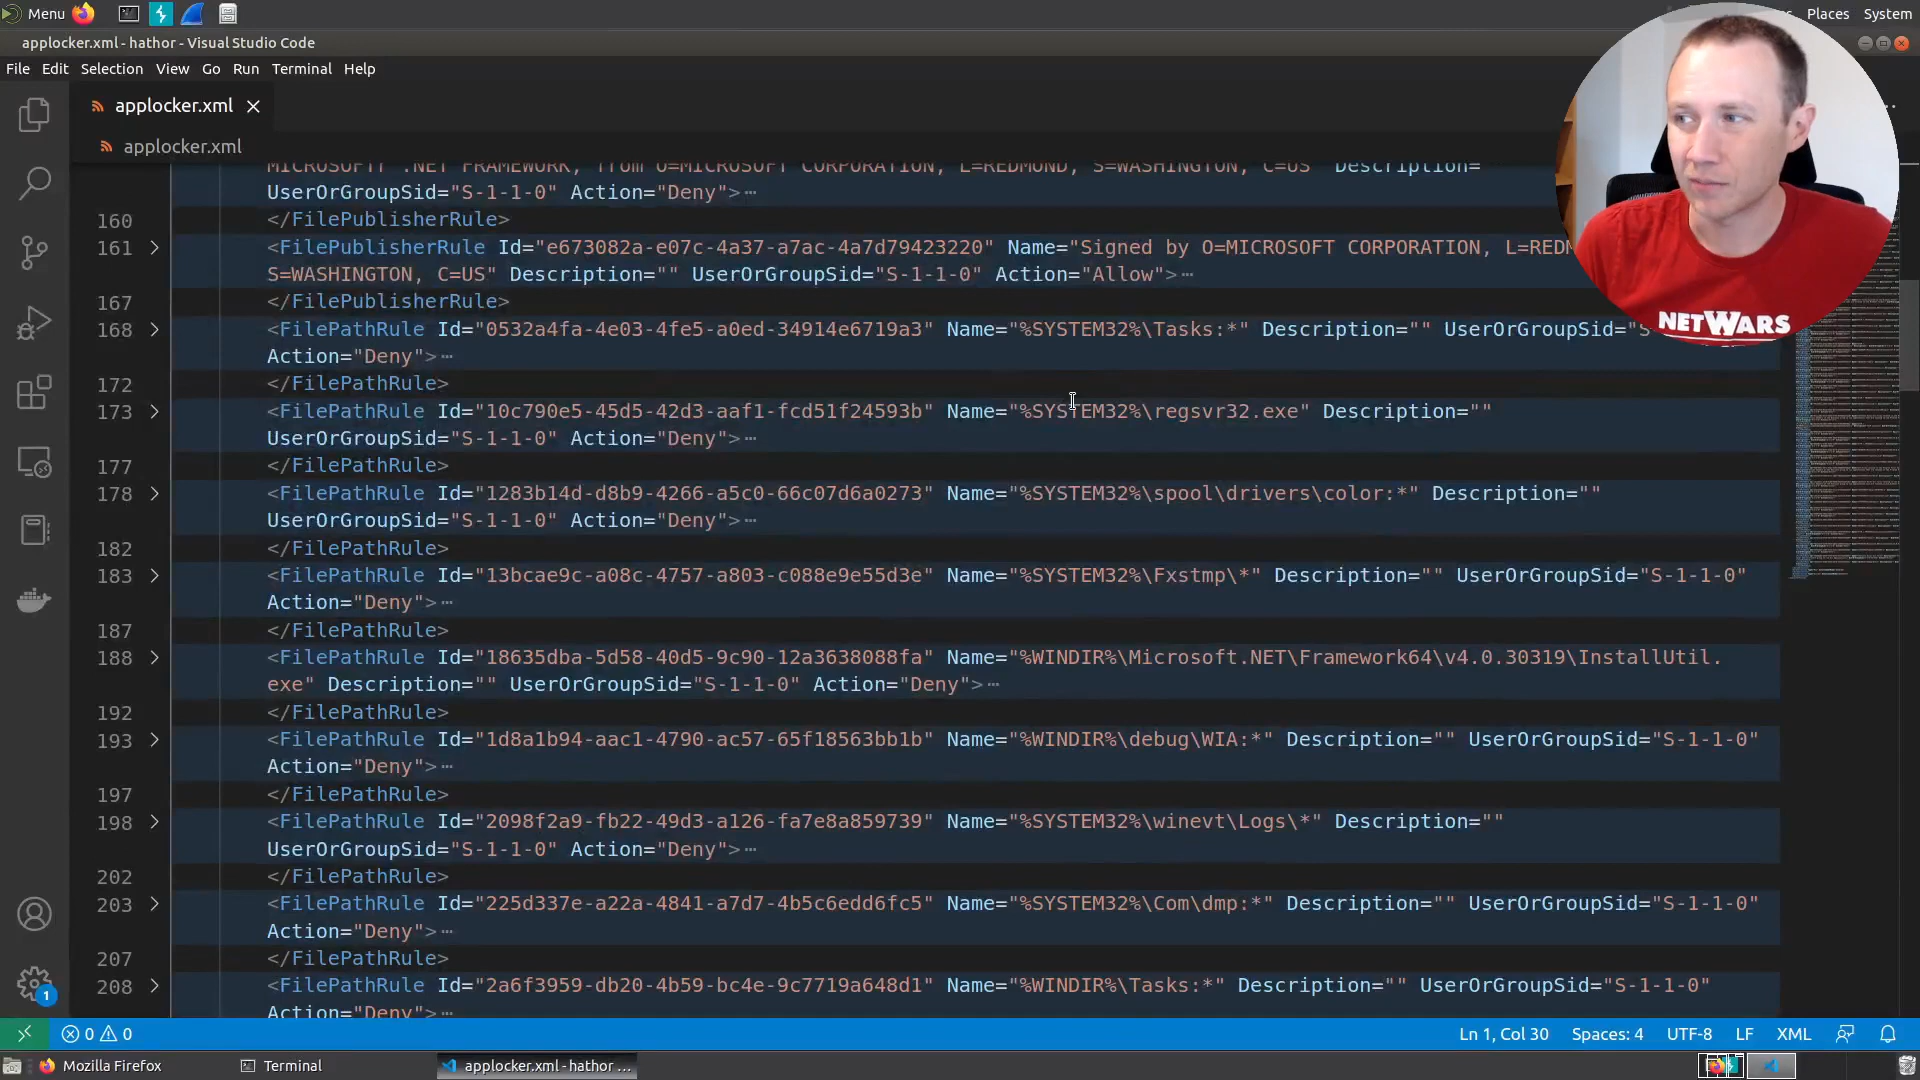 Menu
Places System
applocker.xml - hathor - Visual Studio Code
File Edit Selection View Go Run Terminal Help
applocker.xml
applocker.xml
MICROSOFT® .NET FRAMEWORK, from O=MICROSOFT CORPORATION, L=REDMOND, S=WASHINGTON, C=US" Description=
UserOrGroupSid="S-1-1-0" Action="Deny">
160 </FilePublisherRule>
161 <FilePublisherRule Id="e673082a-e07c-4a37-a7ac-4a7d79423220" Name="Signed by O=MICROSOFT CORPORATION,
S=WASHINGTON, C=US" Description="" UserOrGroupSid="S-1-1-0" Action="Allow">
167 </FilePublisherRule>
168 <FilePathRule Id="0532a4fa-4e03-4fe5-a0ed-34914e6719a3" Name="%SYSTEM32%\Tasks:*" Description="" UserOrGroupSid=
Action="Deny">
172 </FilePathRule>
173 <FilePathRule Id="10c790e5-45d5-42d3-aaf1-fcd51f24593b" Name="%SYSTEM32%\regsvr32.exe" Description=""
UserOrGroupSid="S-1-1-0" Action="Deny">
177 </FilePathRule>
178 <FilePathRule Id="1283b14d-d8b9-4266-a5c0-66c07d6a0273" Name="%SYSTEM32%\spool\drivers\color:*" Description=""
UserOrGroupSid="S-1-1-0" Action="Deny">
182 </FilePathRule>
183 <FilePathRule Id="13bcae9c-a08c-4757-a803-c088e9e55d3e" Name="%SYSTEM32%\Fxstmp\*" Description="" UserOrGroupSid="S-1-1-0"
Action="Deny">
187 </FilePathRule>
188 <FilePathRule Id="18635dba-5d58-40d5-9c90-12a3638088fa" Name="%WINDIR%\Microsoft.NET\Framework64\v4.0.30319\InstallUtil.
exe" Description="" UserOrGroupSid="S-1-1-0" Action="Deny">
192 </FilePathRule>
193 <FilePathRule Id="1d8a1b94-aac1-4790-ac57-65f18563bb1b" Name="%WINDIR%\debug\WIA:*" Description="" UserOrGroupSid="S-1-1-0"
Action="Deny">
197 </FilePathRule>
198 <FilePathRule Id="2098f2a9-fb22-49d3-a126-fa7e8a859739" Name="%SYSTEM32%\winevt\Logs\*" Description=""
UserOrGroupSid="S-1-1-0" Action="Deny">
202 </FilePathRule>
203 <FilePathRule Id="225d337e-a22a-4841-a7d7-4b5c6edd6fc5" Name="%SYSTEM32%\Com\dmp:*" Description="" UserOrGroupSid="S-1-1-0"
Action="Deny">
207 </FilePathRule>
208 <FilePathRule Id="2a6f3959-db20-4b59-bc4e-9c7719a648d1" Name="%WINDIR%\Tasks:*" Description="" UserOrGroupSid="S-1-1-0"
Action="Deny">
NETWARS
1
0 0 Ln 1, Col 30 Spaces: 4 UTF-8 LF XML
Mozilla Firefox Terminal applocker.xml - hathor ...